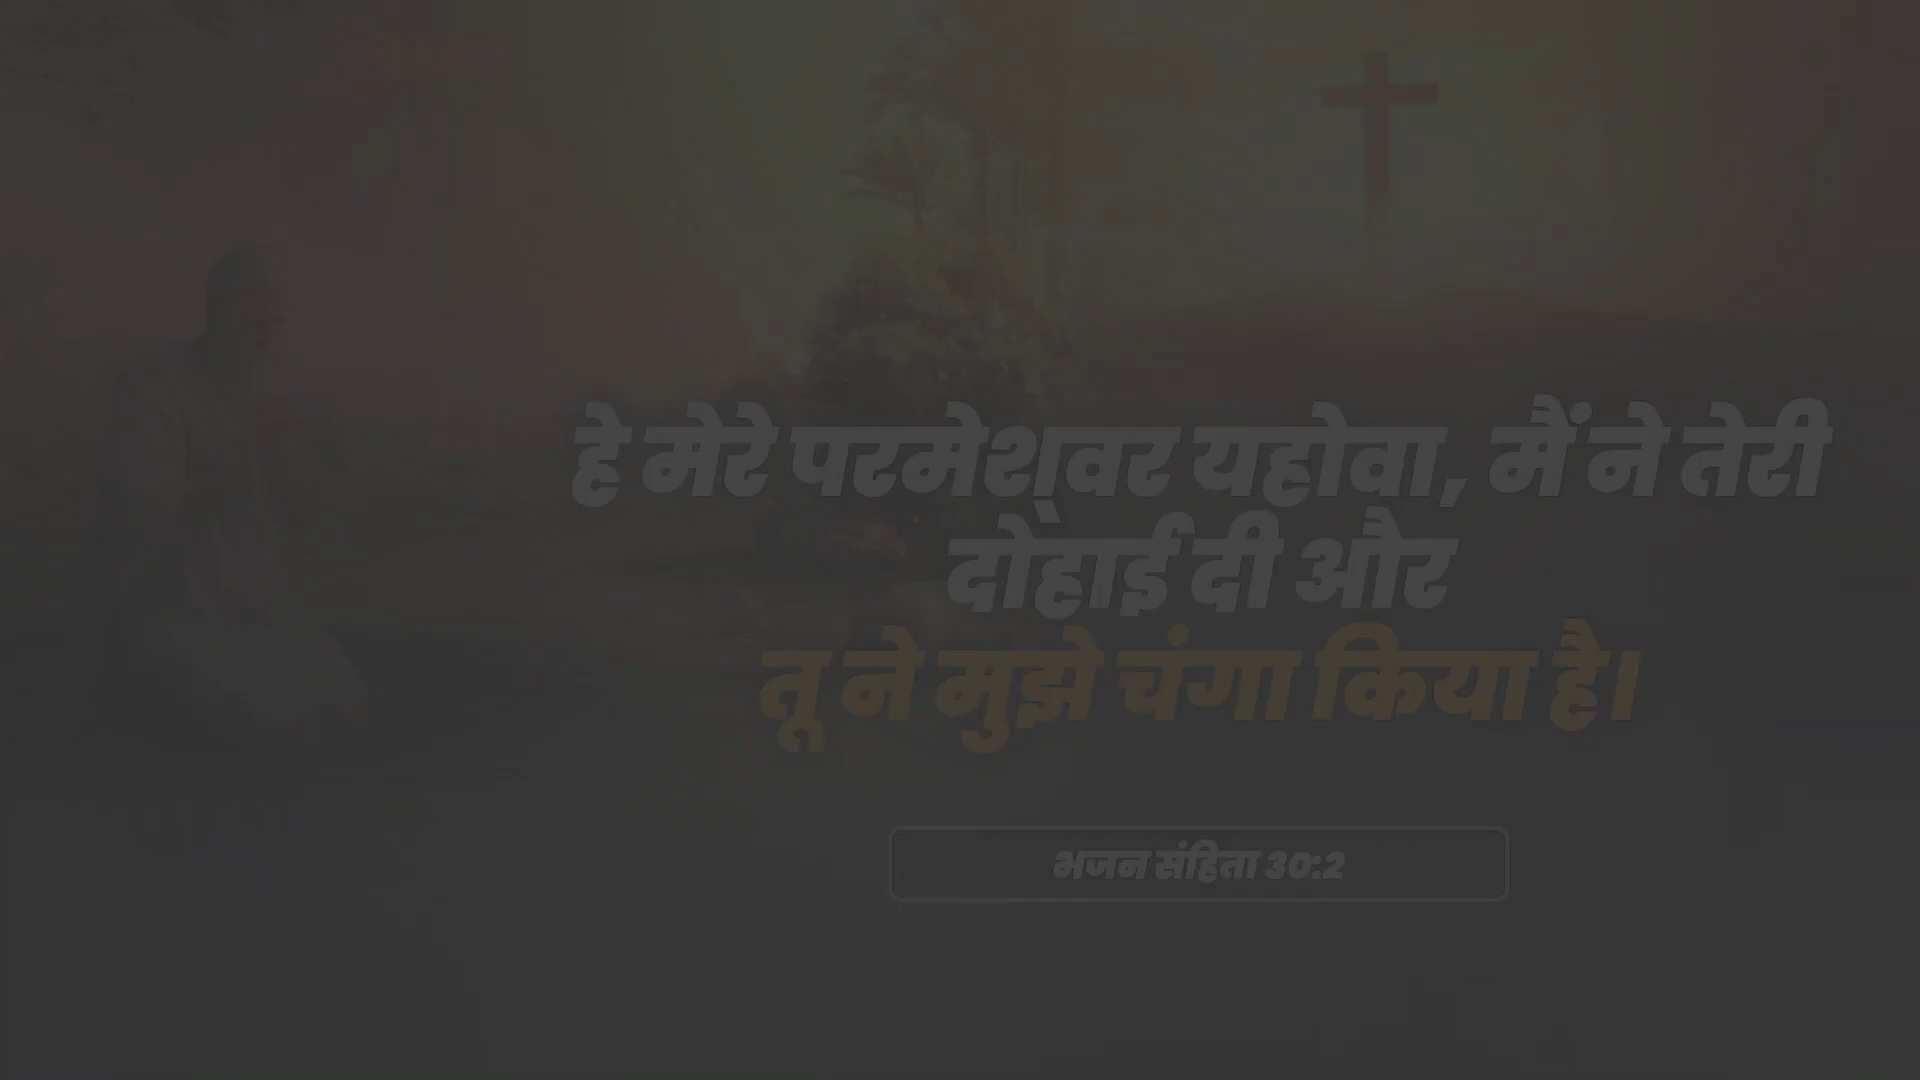 हे मेरे परमेश्वर यहोवा, मैं ने तेरी
दोहाई दी और
तू ने मुझे चंगा किया है।
भजन संहिता 30:2